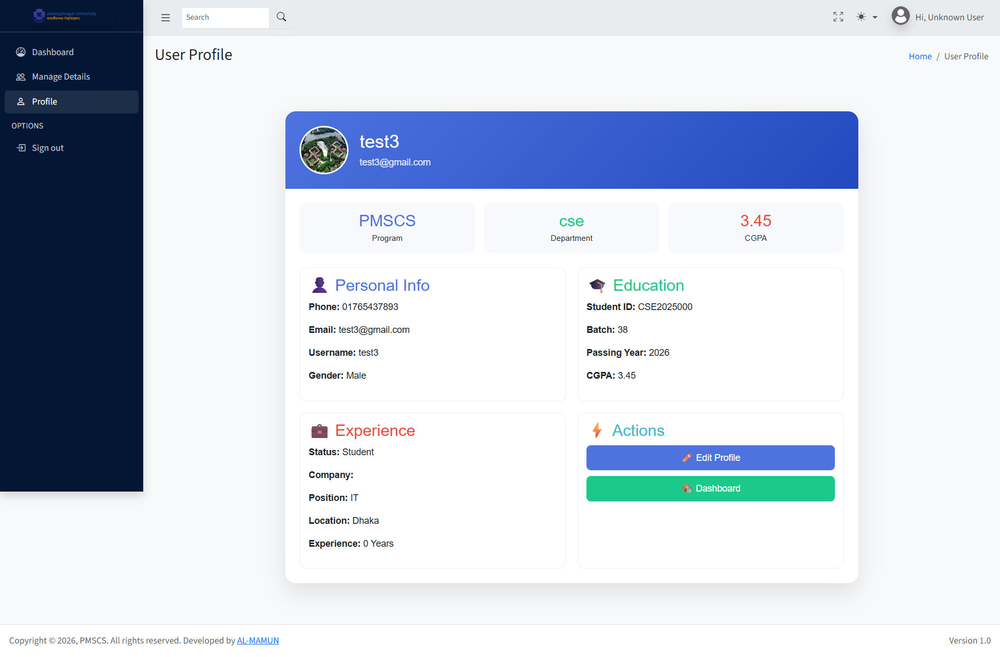 Jahangirnagar University
জাহাঙ্গীরনগর বিশ্ববিদ্যালয়
Search
Hi, Unknown User
Dashboard
Manage Details
Profile
OPTIONS
Sign out
User Profile
Home / User Profile
test3
test3@gmail.com
PMSCS
Program
cse
Department
3.45
CGPA
Personal Info
Phone: 01765437893
Email: test3@gmail.com
Username: test3
Gender: Male
Education
Student ID: CSE2025000
Batch: 38
Passing Year: 2026
CGPA: 3.45
Experience
Status: Student
Company:
Position: IT
Location: Dhaka
Experience: 0 Years
Actions
Edit Profile
Dashboard
Copyright © 2026, PMSCS. All rights reserved. Developed by AL-MAMUN
Version 1.0